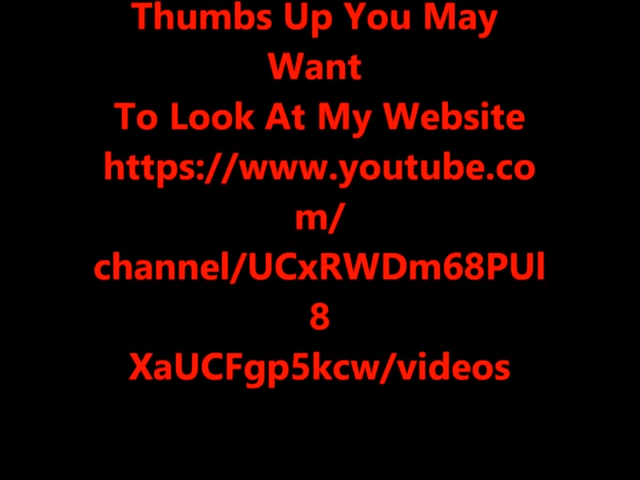 Thumbs Up You May
Want
To Look At My Website
https://www.youtube.co
m/
channel/UCxRWDm68PUl
8
XaUCFgp5kcw/videos